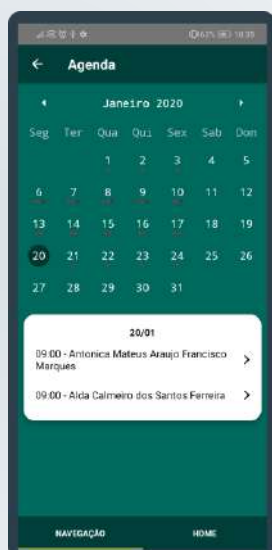 62% 10:35
← Agenda
Janeiro 2020
Seg Ter Qua Qui Sex Sab Dom
1 2 3 4 5
6 7 8 9 10 11 12
13 14 15 16 17 18 19
20 21 22 23 24 25 26
27 28 29 30 31
20/01
09:00 - Antonica Mateus Araujo Francisco
Marques
09:00 - Alda Calmeiro dos Santos Ferreira
NAVEGAÇÃO HOME